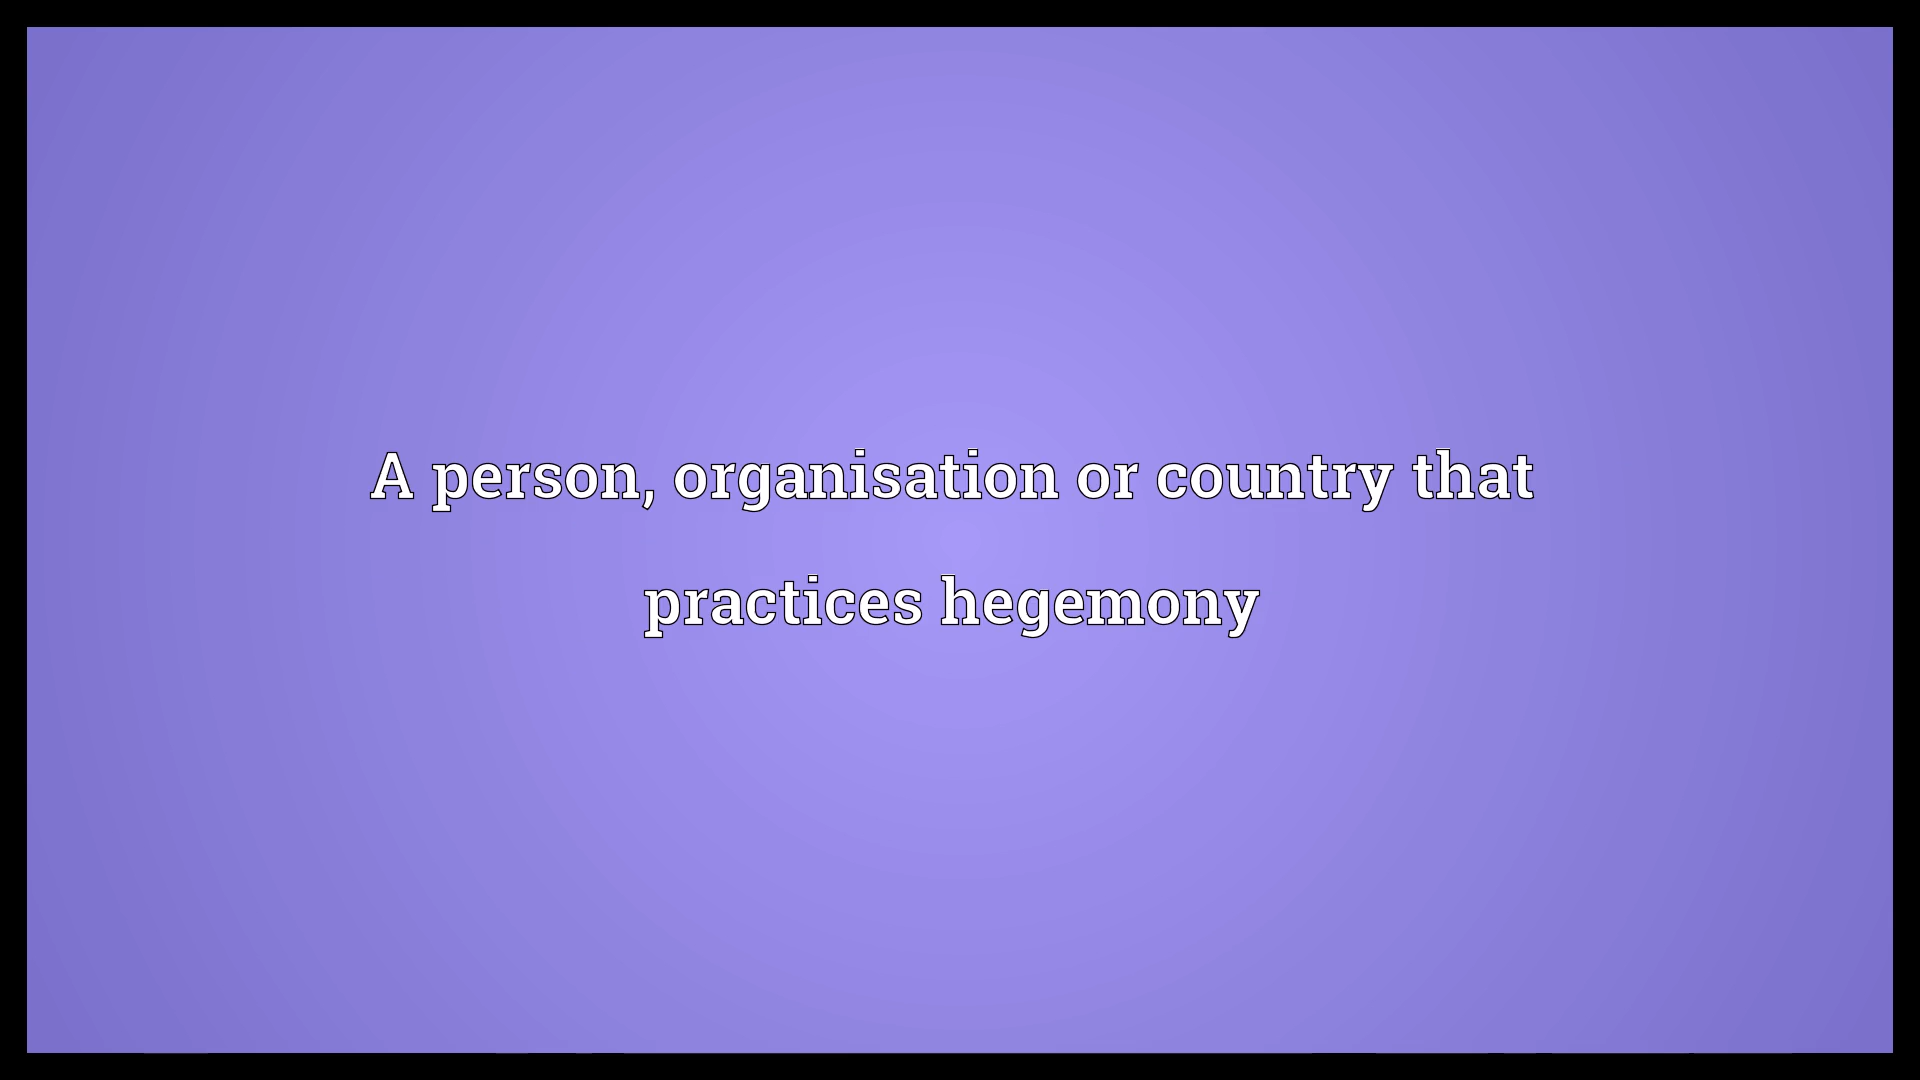 A person, organisation or country that
practices hegemony